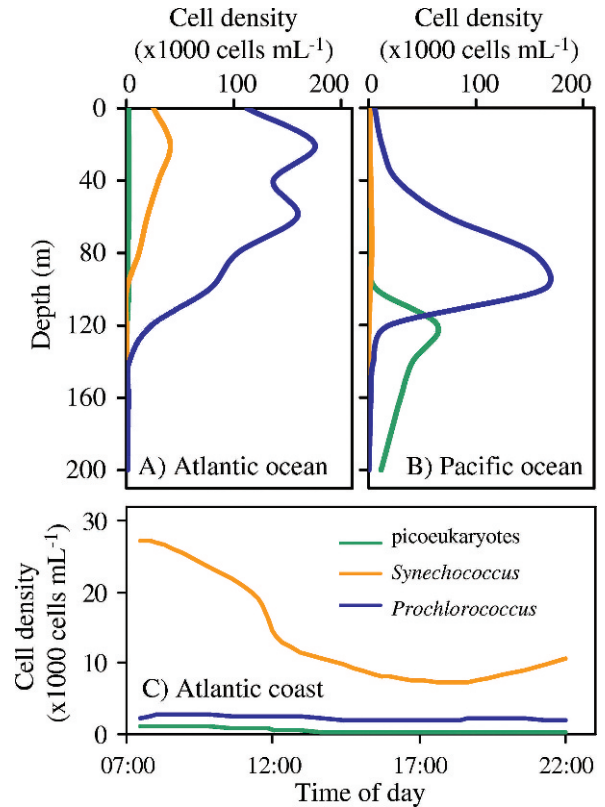 Cell density
(x1000 cells mL⁻¹)
0 100 200
Cell density
(x1000 cells mL⁻¹)
0 100 200
Depth (m)
0
40
80
120
160
200
A) Atlantic ocean
B) Pacific ocean
Cell density
(x1000 cells mL⁻¹)
30
20
10
0
picoeukaryotes
Synechococcus
Prochlorococcus
C) Atlantic coast
07:00 12:00 17:00 22:00
Time of day